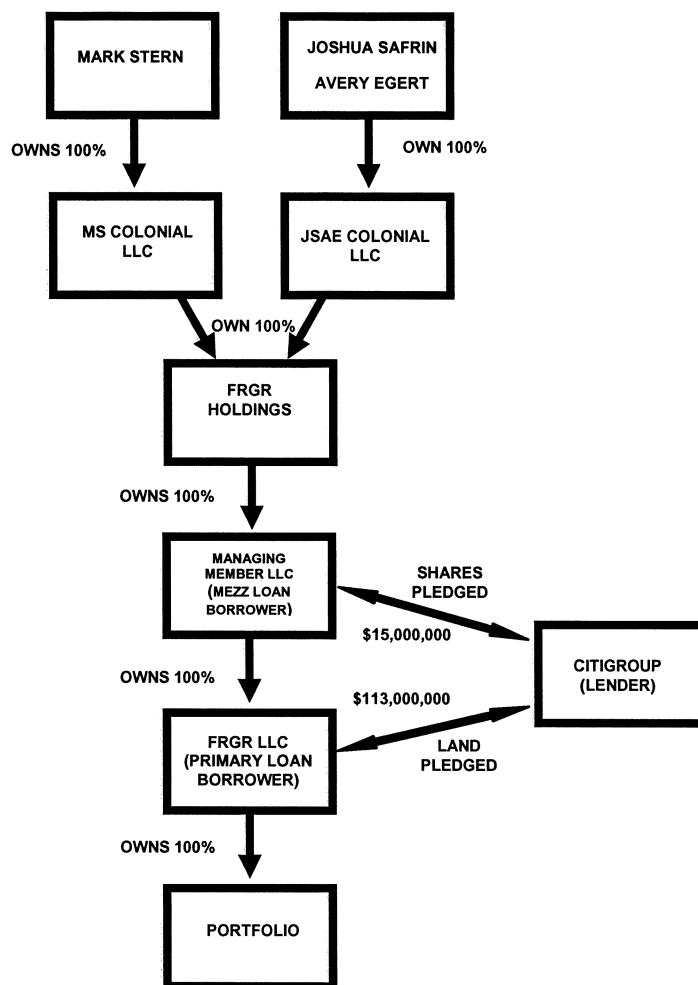 MARK STERN
JOSHUA SAFRIN
AVERY EGERT
OWNS 100%
OWN 100%
MS COLONIAL
LLC
JSAE COLONIAL
LLC
OWN 100%
FRGR
HOLDINGS
OWNS 100%
MANAGING
MEMBER LLC
(MEZZ LOAN
BORROWER)
SHARES
PLEDGED
$15,000,000
CITIGROUP
(LENDER)
OWNS 100%
$113,000,000
FRGR LLC
(PRIMARY LOAN
BORROWER)
LAND
PLEDGED
OWNS 100%
PORTFOLIO